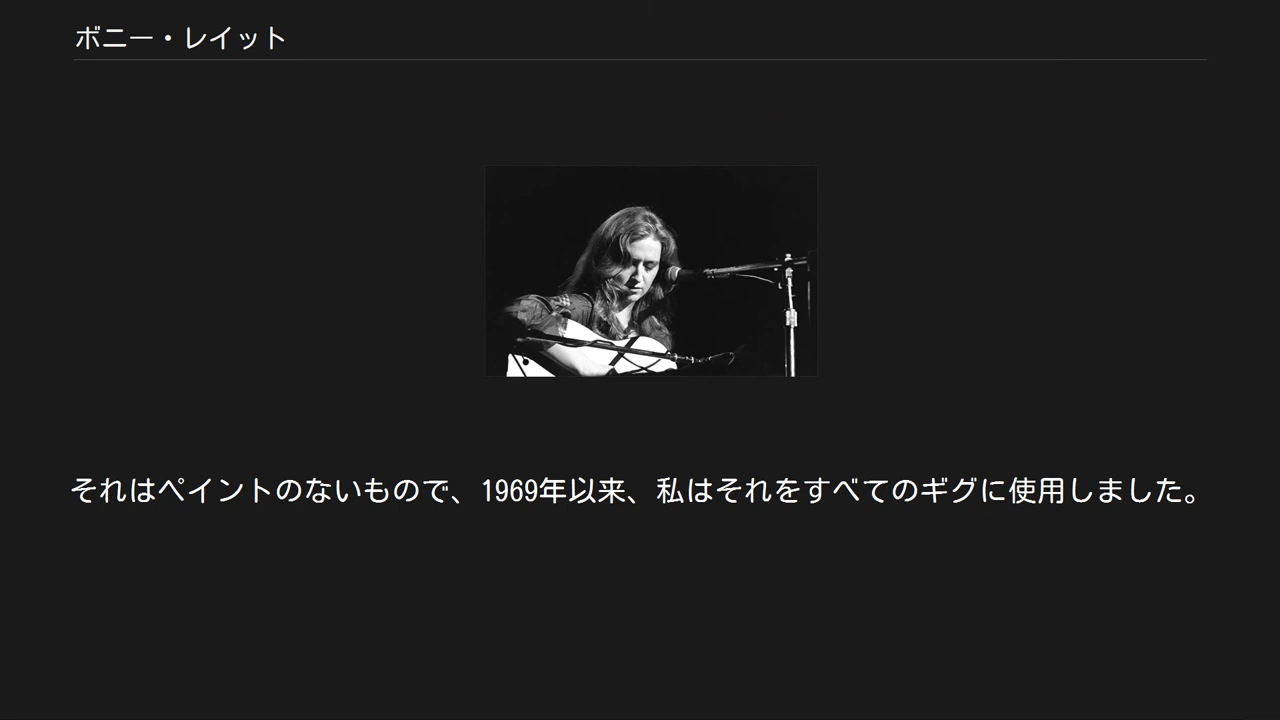 ボニー・レイット
それはペイントのないもので、1969年以来、私はそれをすべてのギグに使用しました。